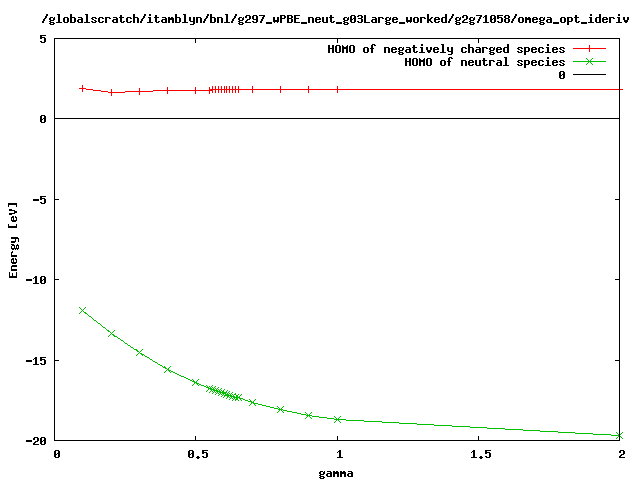 /globalscratch/itamblyn/bnl/g297_wPBE_neut_g03Large_worked/g2g71058/omega_opt_ideriv
HOMO of negatively charged species
HOMO of neutral species
0
5
0
-5
-10
-15
-20
Energy [eV]
0
0.5
1
1.5
2
gamma